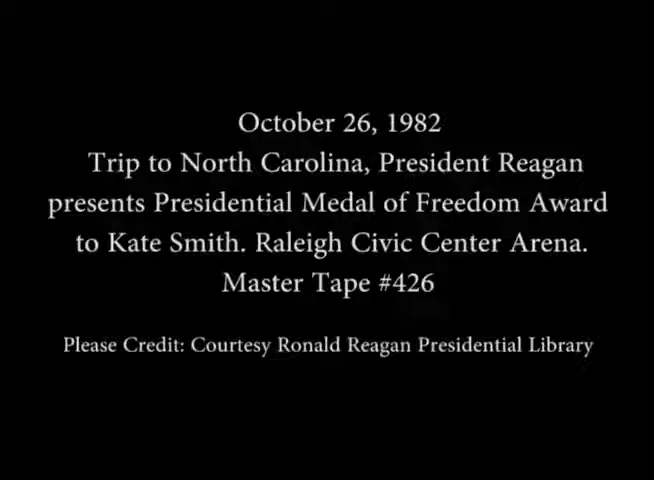 October 26, 1982
Trip to North Carolina, President Reagan
presents Presidential Medal of Freedom Award
to Kate Smith. Raleigh Civic Center Arena.
Master Tape #426
Please Credit: Courtesy Ronald Reagan Presidential Library